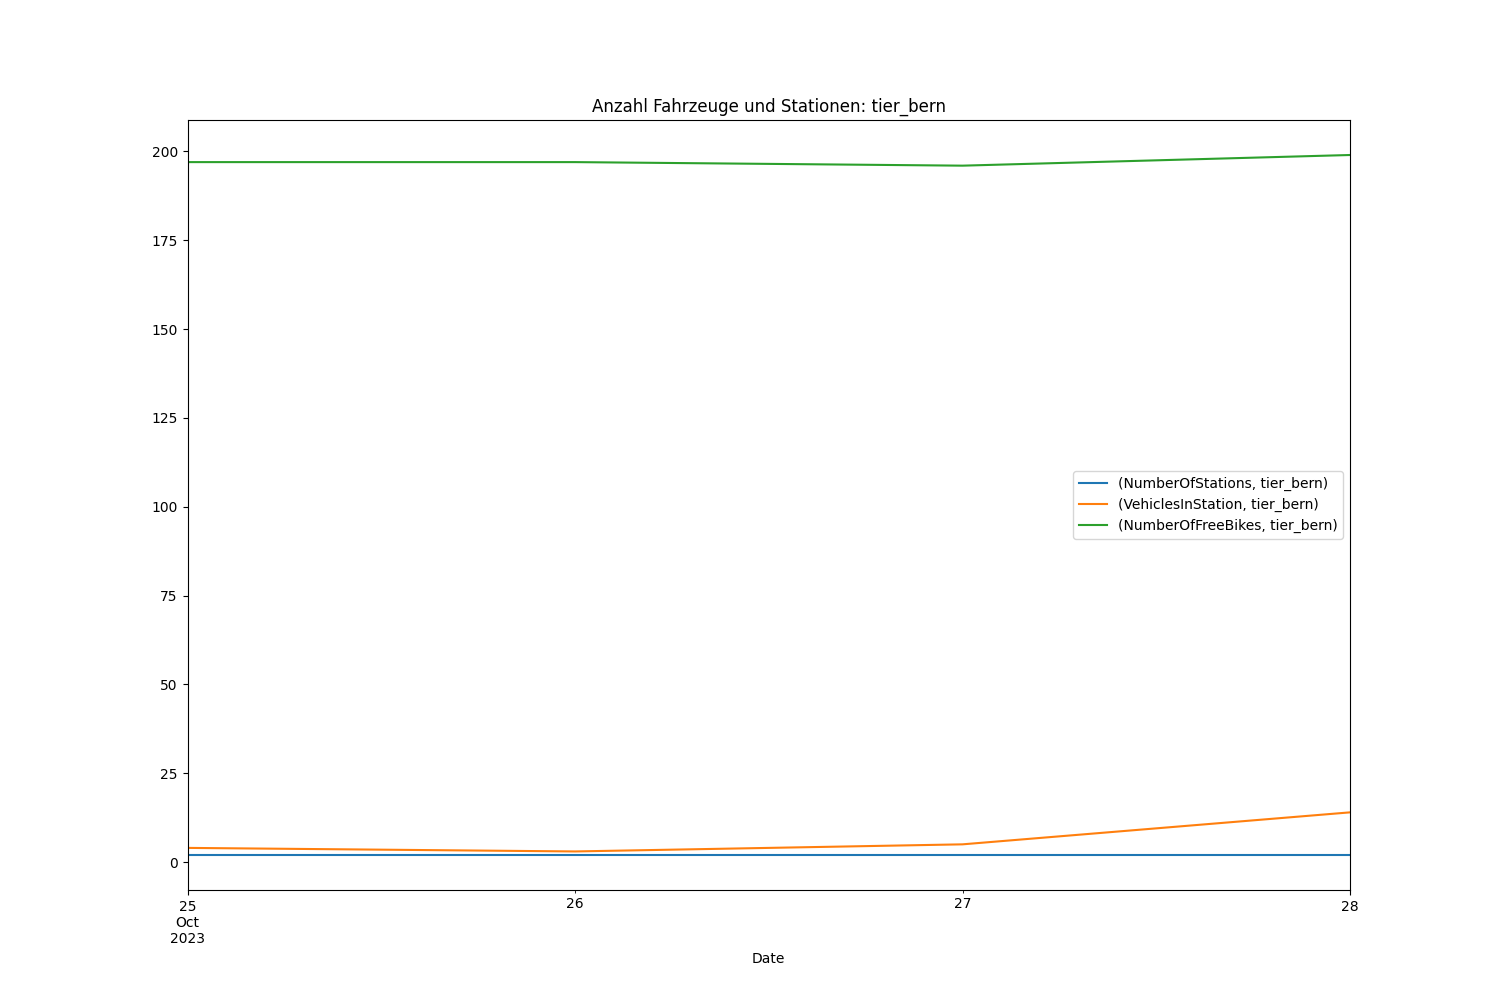 Anzahl Fahrzeuge und Stationen: tier_bern
200
175
150
125
100
75
50
25
0
(NumberOfStations, tier_bern)
(VehiclesInStation, tier_bern)
(NumberOfFreeBikes, tier_bern)
25 26 27 28
Oct
2023
Date